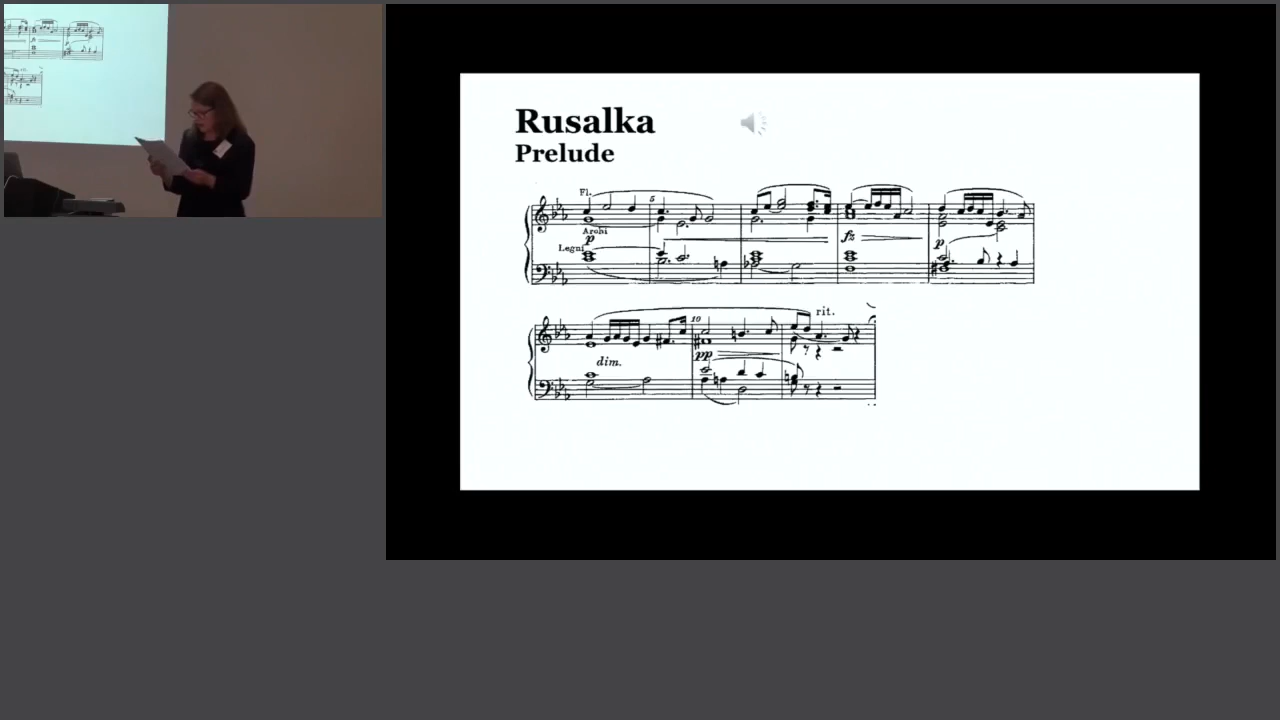 Rusalka
Prelude
Fl.
5
Archi
p
Legni
fz
p
10
rit.
dim.
pp